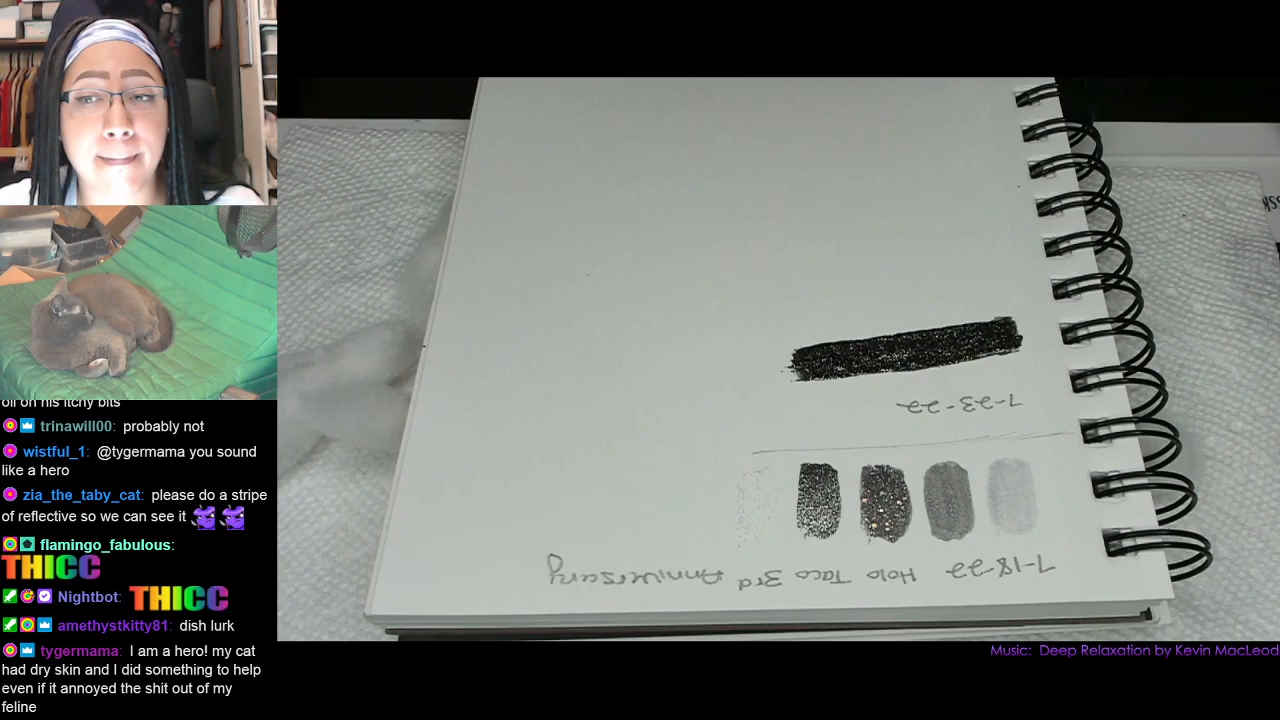 oil on his itchy bits
trinawill00: probably not
wistful_1: @tygermama you sound
like a hero
zia_the_taby_cat: please do a stripe
of reflective so we can see it
flamingo_fabulous:
THICC
Nightbot: THICC
amethystkitty81: dish lurk
tygermama: I am a hero! my cat
had dry skin and I did something to help
even if it annoyed the shit out of my
feline
7-23-22
7-18-22 Holo Taco 3rd Anniversary
Music: Deep Relaxation by Kevin MacLeod